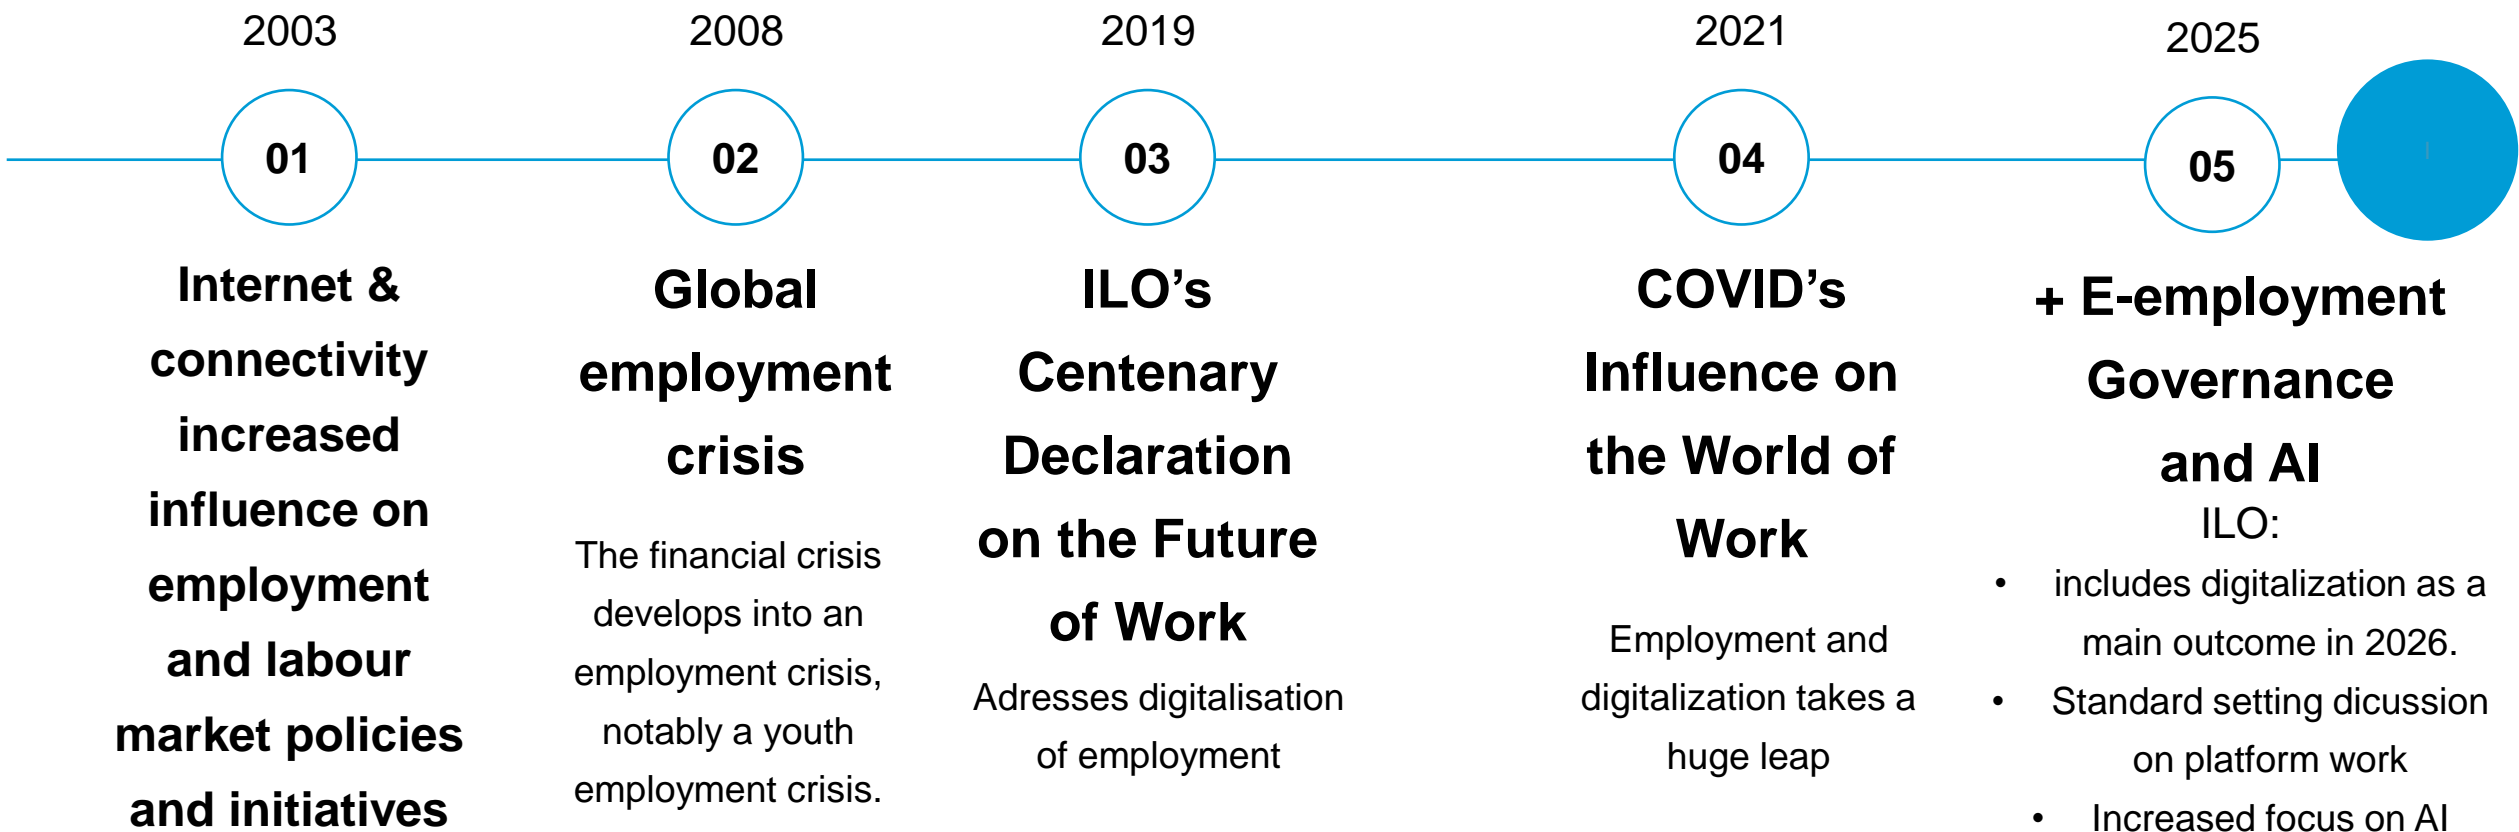 2003
01
Internet &
connectivity
increased
influence on
employment
and labour
market policies
and initiatives
2008
02
Global
employment
crisis
The financial crisis
develops into an
employment crisis,
notably a youth
employment crisis.
2019
03
ILO’s
Centenary
Declaration
on the Future
of Work
Adresses digitalisation
of employment
2021
04
COVID’s
Influence on
the World of
Work
Employment and
digitalization takes a
huge leap
2025
05
+ E-employment
Governance
and AI
ILO:
• includes digitalization as a
main outcome in 2026.
• Standard setting dicussion
on platform work
• Increased focus on AI